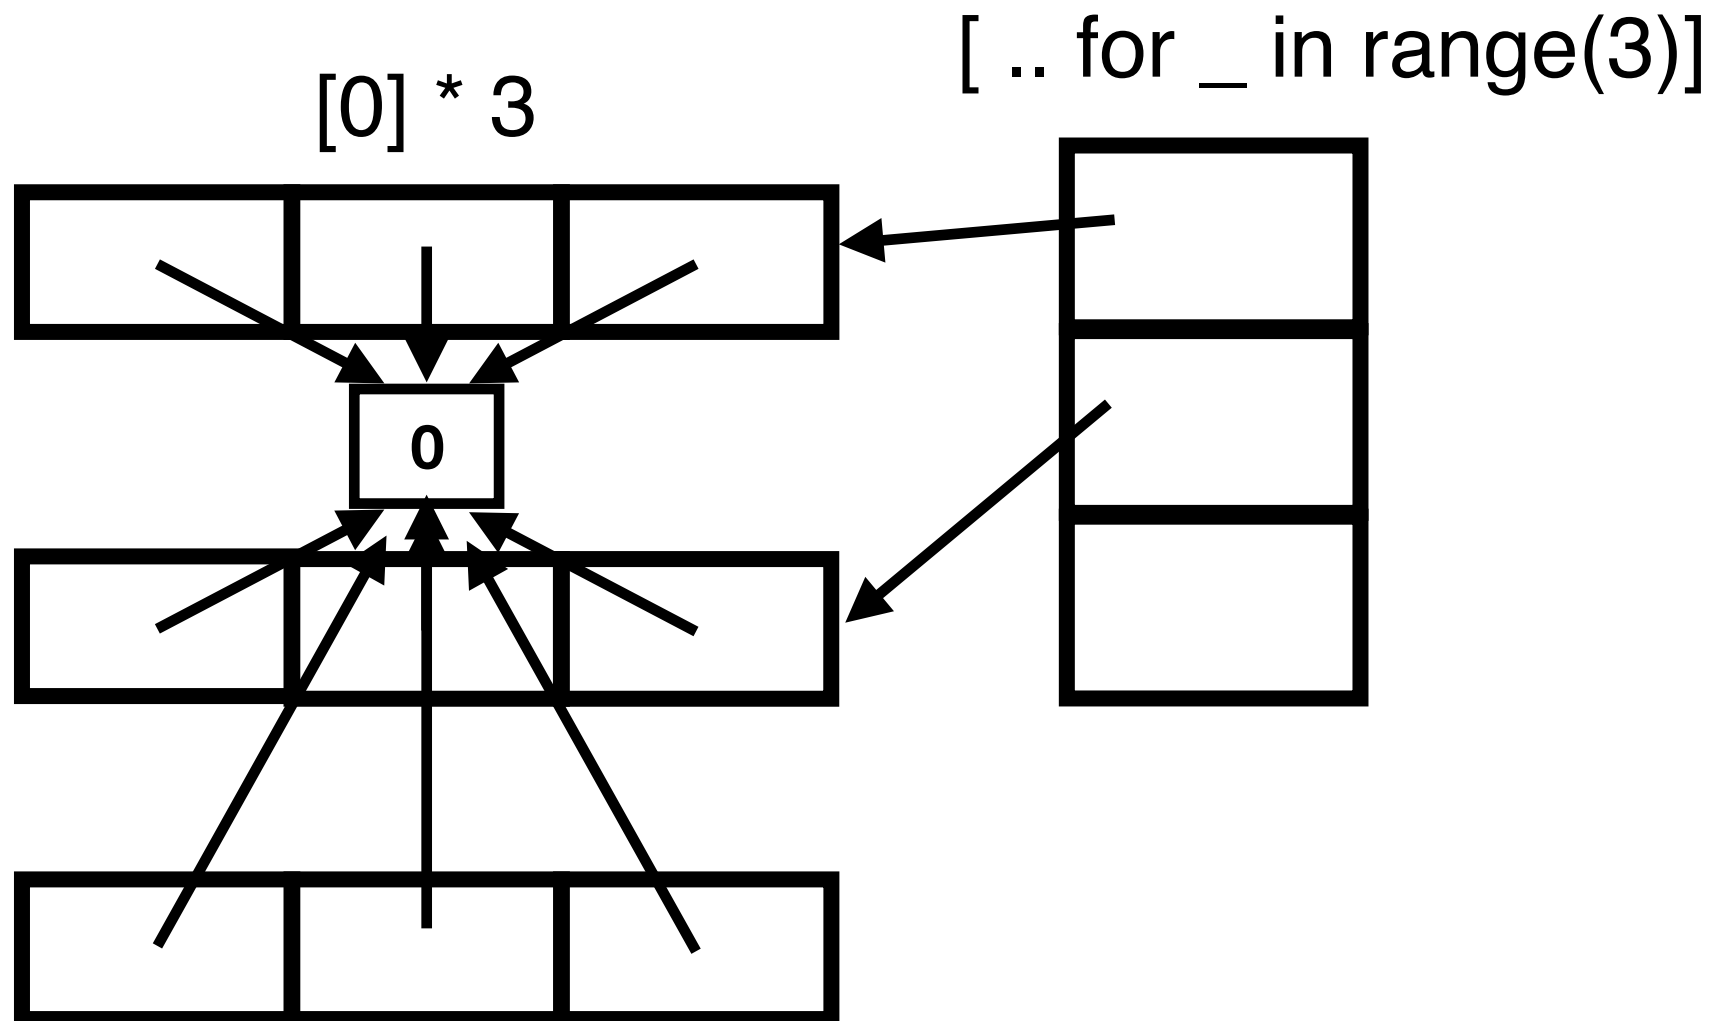 [ .. for _ in range(3)]
[0] * 3
0